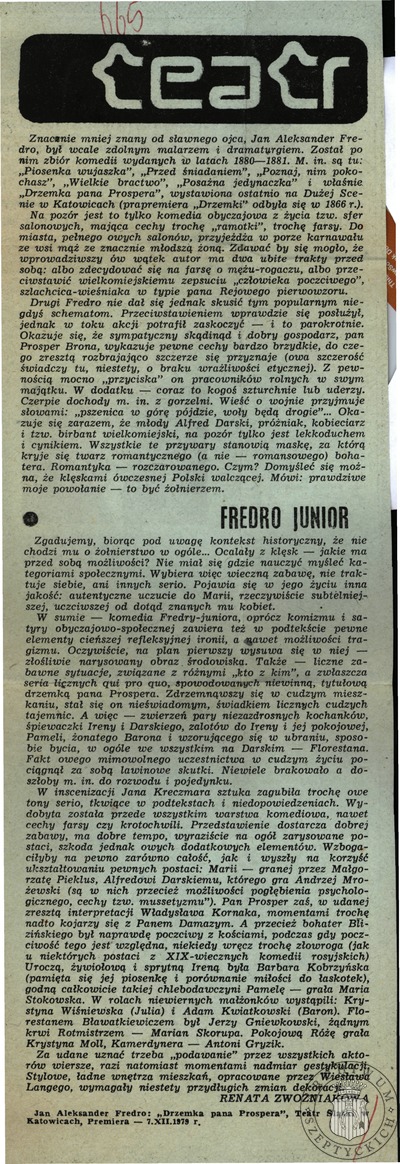 665
teatr
Znacznie mniej znany od sławnego ojca, Jan Aleksander Fre-
dro, był wcale zdolnym malarzem i dramaturgiem. Został po
nim zbiór komedii wydanych w latach 1880—1881. M. in. są tu:
„Piosenka wujaszka”, „Przed śniadaniem”, „Poznaj, nim poko-
chasz”, „Wielkie bractwo”, „Posażna jedynaczka” i właśnie
„Drzemka pana Prospera”, wystawiona ostatnio na Dużej Sce-
nie w Katowicach (prapremiera „Drzemki” odbyła się w 1866 r.).
Na pozór jest to tylko komedia obyczajowa z życia tzw. sfer
salonowych, mająca cechy trochę „ramotki”, trochę farsy. Do
miasta, pełnego owych salonów, przyjeżdża w porze karnawału
ze wsi mąż ze znacznie młodszą żoną. Zdawać by się mogło, że
wprowadziwszy ów wątek autor ma dwa ubite trakty przed
sobą: albo zdecydować się na farsę o mężu-rogaczu, albo prze-
ciwstawić wielkomiejskiemu zepsuciu „człowieka poczciwego”,
szlachcica-wieśniaka w typie pana Rejowego pierwowzoru.
Drugi Fredro nie dał się jednak skusić tym popularnym nie-
gdyś schematom. Przeciwstawieniem wprawdzie się posłużył,
jednak w toku akcji potrafił zaskoczyć — i to parokrotnie.
Okazuje się, że sympatyczny skądinąd i dobry gospodarz, pan
Prosper Brona, wykazuje pewne cechy bardzo brzydkie, do cze-
go zresztą rozbrajająco szczerze się przyznaje (owa szczerość
świadczy tu, niestety, o braku wrażliwości etycznej). Z pew-
nością mocno „przyciska” on pracowników rolnych w swym
majątku. W dodatku — coraz to kogoś szturchnie lub uderzy.
Czerpie dochody m. in. z gorzelni. Wieść o wojnie przyjmuje
słowami: „pszenica w górę pójdzie, woły będą drogie”... Oka-
zuje się zarazem, że młody Alfred Darski, próżniak, kobieciarz
i tzw. birbant wielkomiejski, na pozór tylko jest lekkoduchem
i cynikiem. Wszystkie te przywary stanowią maskę, za którą
kryje się twarz romantycznego (a nie — romansowego) boha-
tera. Romantyka — rozczarowanego. Czym? Domyśleć się moż-
na, że klęskami ówczesnej Polski walczącej. Mówi: prawdziwe
moje powołanie — to być żołnierzem.
FREDRO JUNIOR
Zgadujemy, biorąc pod uwagę kontekst historyczny, że nie
chodzi mu o żołnierstwo w ogóle... Ocalały z klęsk — jakie ma
przed sobą możliwości? Nie miał się gdzie nauczyć myśleć ka-
tegoriami społecznymi. Wybiera więc wieczną zabawę, nie trak-
tuje siebie, ani innych serio. Pojawia się w jego życiu inna
jakość: autentyczne uczucie do Marii, rzeczywiście subtelniej-
szej, uczciwszej od dotąd znanych mu kobiet.
W sumie — komedia Fredry-juniora, oprócz komizmu i sa-
tyry obyczajowo-społecznej zawiera też w podtekście pewne
elementy cieńszej refleksyjnej ironii, a nawet możliwości tra-
gizmu. Oczywiście, na plan pierwszy wysuwa się w niej —
złośliwie narysowany obraz środowiska. Także — liczne za-
bawne sytuacje, związane z różnymi „kto z kim”, a zwłaszcza
seria licznych qui pro quo, spowodowanych niewinną, tytułową
drzemką pana Prospera. Zdrzemnąwszy się w cudzym miesz-
kaniu, stał się on nieświadomym, świadkiem licznych cudzych
tajemnic. A więc — zwierzeń pary niezazdrosnych kochanków,
śpiewaczki Ireny i Darskiego, zalotów do Ireny i jej pokojowej,
Pameli, żonatego Barona i wzorującego się w ubraniu, sposo-
bie bycia, w ogóle we wszystkim na Darskim — Florestana.
Fakt owego mimowolnego uczestnictwa w cudzym życiu po-
ciągnął za sobą lawinowe skutki. Niewiele brakowało a do-
szłoby m. in. do rozwodu i pojedynku.
W inscenizacji Jana Kreczmara sztuka zagubiła trochę owe
tony serio, tkwiące w podtekstach i niedopowiedzeniach. Wy-
dobyta została przede wszystkim warstwa komediowa, nawet
cechy farsy czy krotochwili. Przedstawienie dostarcza dobrej
zabawy, ma dobre tempo, wyraziście na ogół zarysowane po-
staci, szkoda jednak owych dodatkowych elementów. Wzboga-
ciłyby na pewno zarówno całość, jak i wyszły na korzyść
ukształtowaniu pewnych postaci: Marii — granej przez Małgo-
rzatę Piekłus, Alfredowi Darskiemu, którego gra Andrzej Mro-
żewski (są w nich przecież możliwości pogłębienia psycholo-
gicznego, cechy tzw. mussetyzmu”). Pan Prosper zaś, w udanej
zresztą interpretacji Władysława Kornaka, momentami trochę
nadto kojarzy się z Panem Damazym. A przecież bohater Bli-
zińskiego był naprawdę poczciwy z kościami, podczas gdy pocz-
ciwość tego jest względna, niekiedy wręcz trochę złowroga (jak
u niektórych postaci z XIX-wiecznych komedii rosyjskich)
Uroczą, żywiołową i sprytną Ireną była Barbara Kobrzyńska
(pamięta się jej piosenkę i porównanie miłości do łaskotek),
godną całkowicie takiej chlebodawczyni Pamelę — grała Maria
Stokowska. W rolach niewiernych małżonków wystąpili: Kry-
styna Wiśniewska (Julia) i Adam Kwiatkowski (Baron). Flo-
restanem Bławatkiewiczem był Jerzy Gniewkowski, żądnym
krwi Rotmistrzem — Marian Skorupa. Pokojową Różę grała
Krystyna Moll, Kamerdynera — Antoni Gryzik.
Za udane uznać trzeba „podawanie” przez wszystkich akto-
rów wiersze, razi natomiast momentami nadmiar gestykulacji.
Stylowe, ładne wnętrza mieszkań, opracowane przez Wiesława
Langego, wymagały niestety przydługich zmian dekoracji.
RENATA ZWOŹNIAKOWA
Jan Aleksander Fredro: „Drzemka pana Prospera”, Teatr Śląski w
Katowicach, Premiera — 7.XII.1979 r.